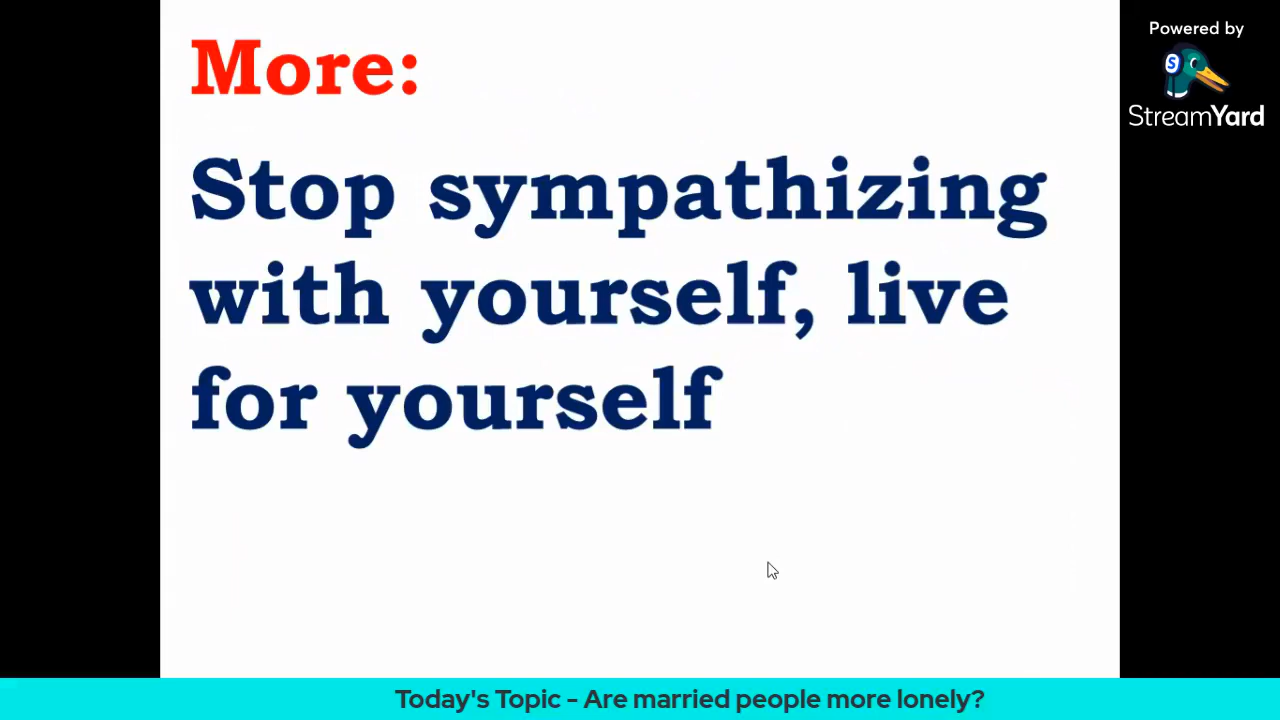 More:
Powered by
StreamYard
Stop sympathizing
with yourself, live
for yourself
Today's Topic - Are married people more lonely?